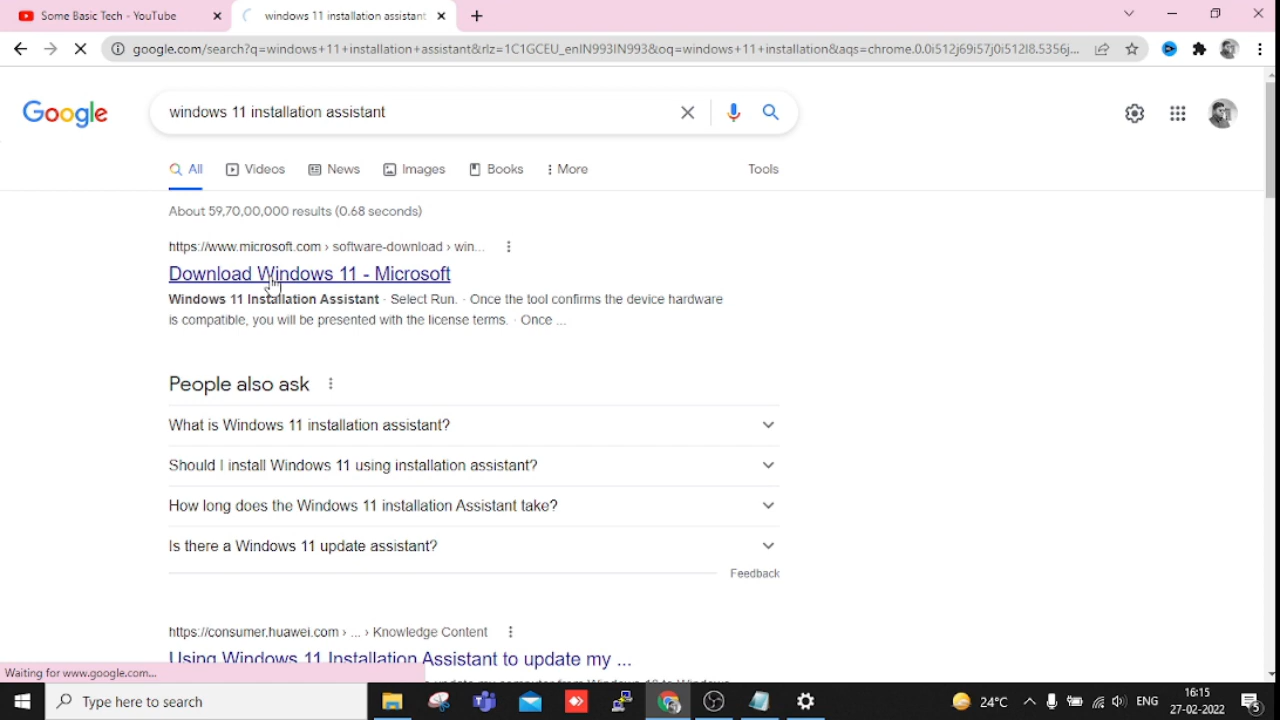 Some Basic Tech - YouTube
windows 11 installation assistant
google.com/search?q=windows+11+installation+assistant&rlz=1C1GCEU_enIN993IN993&oq=windows+11+installation&aqs=chrome.0.0i512j69i57j0i512l8.5356j...
Google
windows 11 installation assistant
All
Videos
News
Images
Books
More
Tools
About 59,70,00,000 results (0.68 seconds)
https://www.microsoft.com › software-download › win...
Download Windows 11 - Microsoft
Windows 11 Installation Assistant · Select Run. · Once the tool confirms the device hardware
is compatible, you will be presented with the license terms. · Once ...
People also ask
What is Windows 11 installation assistant?
Should I install Windows 11 using installation assistant?
How long does the Windows 11 installation Assistant take?
Is there a Windows 11 update assistant?
Feedback
https://consumer.huawei.com › ... › Knowledge Content
Using Windows 11 Installation Assistant to update my ...
Waiting for www.google.com...
Type here to search
24°C
ENG
16:15
27-02-2022
5